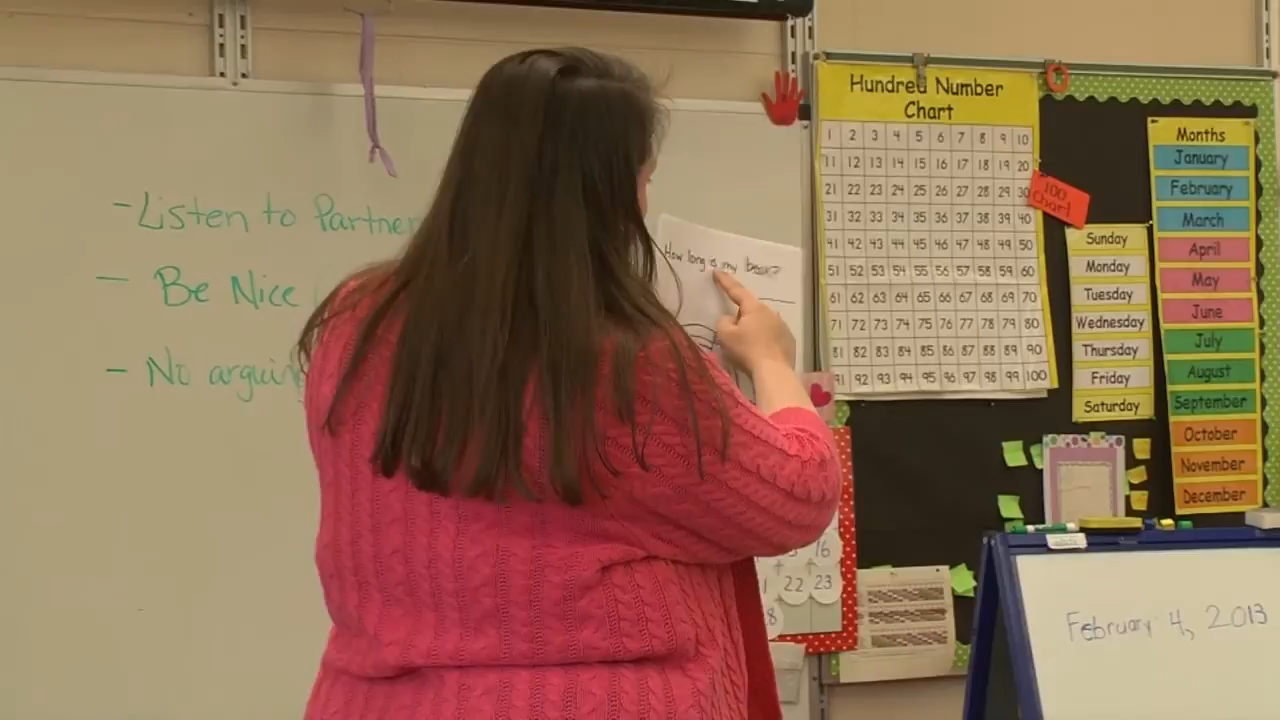 - Listen to Partner
- Be Nice
- No arguin
How long is my book?
Hundred Number
Chart
1 2 3 4 5 6 7 8 9 10
11 12 13 14 15 16 17 18 19 20
21 22 23 24 25 26 27 28 29 30
31 32 33 34 35 36 37 38 39 40
41 42 43 44 45 46 47 48 49 50
51 52 53 54 55 56 57 58 59 60
61 62 63 64 65 66 67 68 69 70
71 72 73 74 75 76 77 78 79 80
81 82 83 84 85 86 87 88 89 90
91 92 93 94 95 96 97 98 99 100
100
Chart
Sunday
Monday
Tuesday
Wednesday
Thursday
Friday
Saturday
Months
January
February
March
April
May
June
July
August
September
October
November
December
16
22 23
February 4, 2013